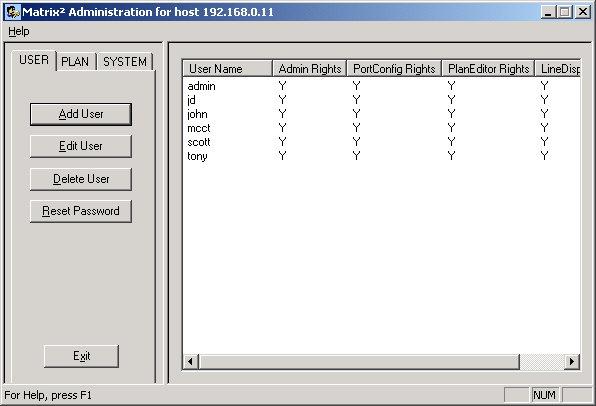 Matrix² Administration for host 192.168.0.11
Help
USER PLAN SYSTEM
Add User
Edit User
Delete User
Reset Password
Exit
User Name Admin Rights PortConfig Rights PlanEditor Rights LineDisp
admin Y Y Y Y
jd Y Y Y Y
john Y Y Y Y
mcct Y Y Y Y
scott Y Y Y Y
tony Y Y Y Y
For Help, press F1 NUM